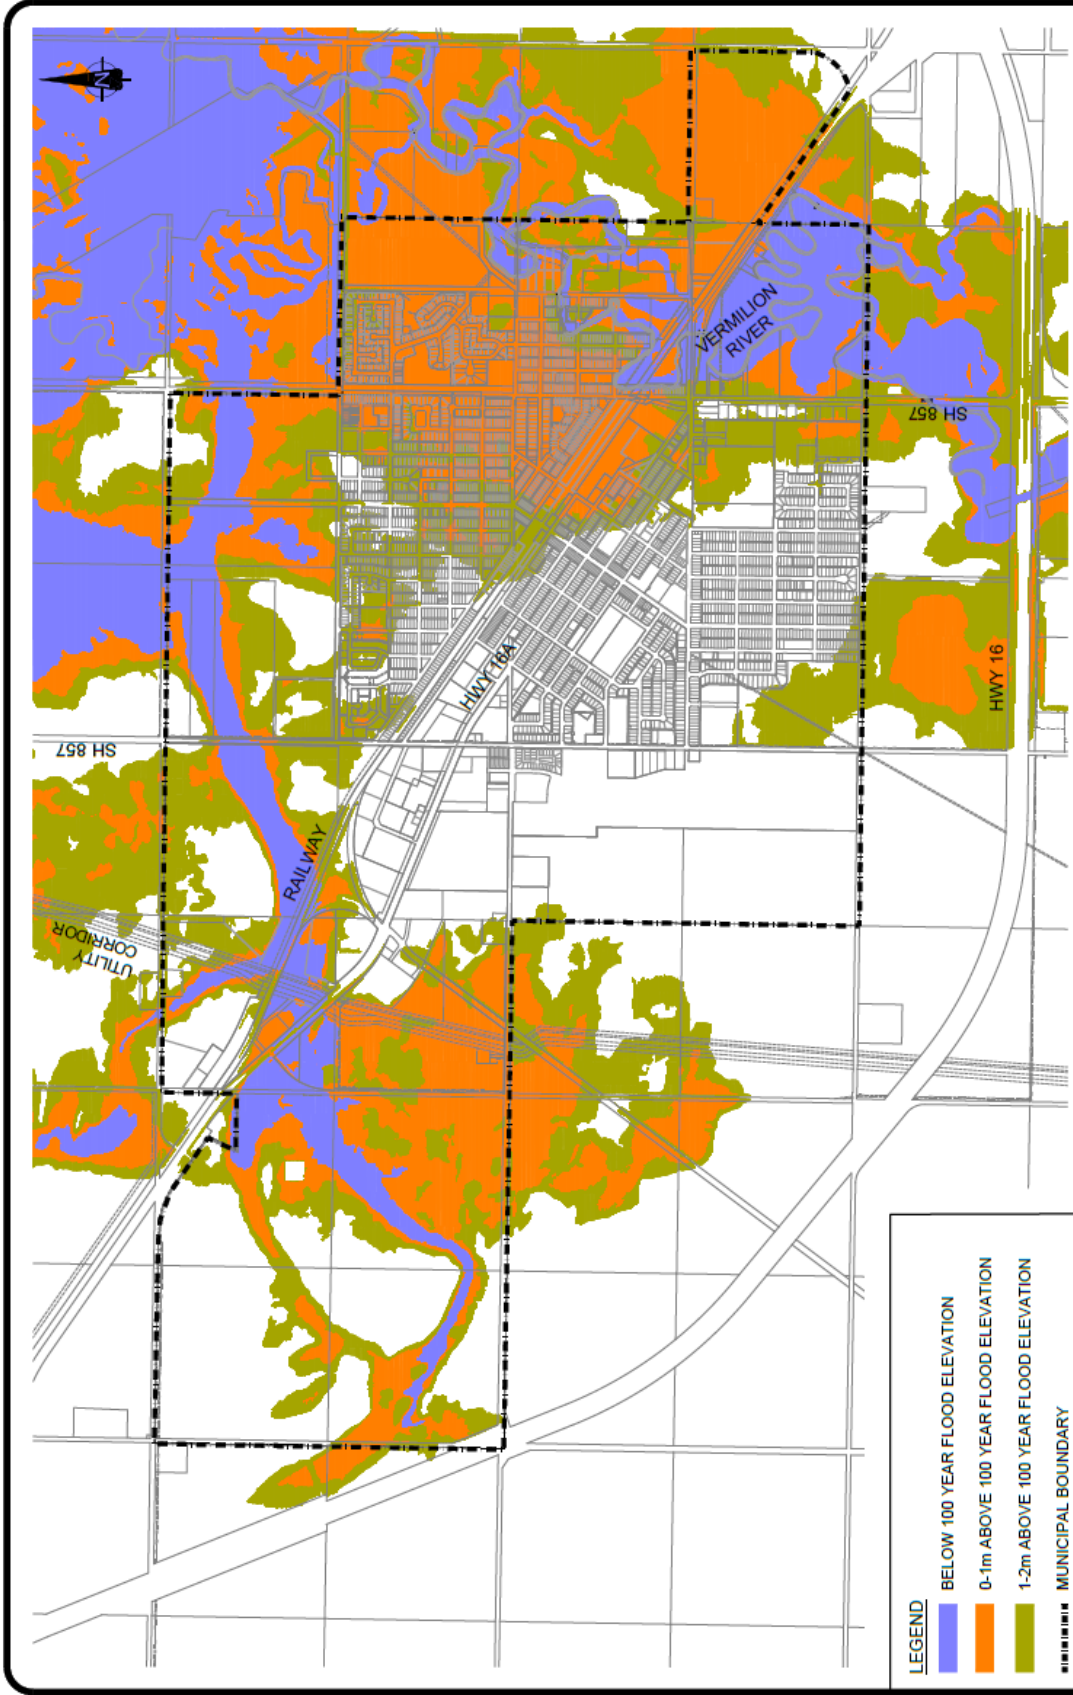 N
UTILITY
CORRIDOR
SH 857
RAILWAY
HWY 16A
VERMILION
RIVER
SH 857
HWY 16
LEGEND
BELOW 100 YEAR FLOOD ELEVATION
0-1m ABOVE 100 YEAR FLOOD ELEVATION
1-2m ABOVE 100 YEAR FLOOD ELEVATION
MUNICIPAL BOUNDARY